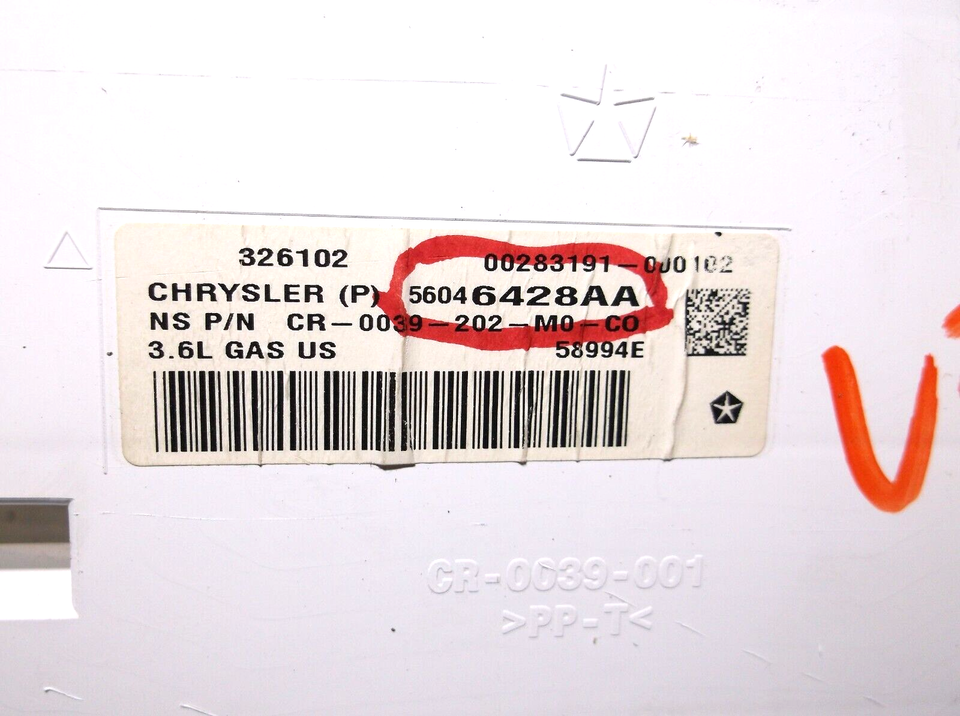 326102 00283191-000102
CHRYSLER (P) 56046428AA
NS P/N CR-0039-202-M0-CO
3.6L GAS US 58994E
CR-0039-001
>PP-T<